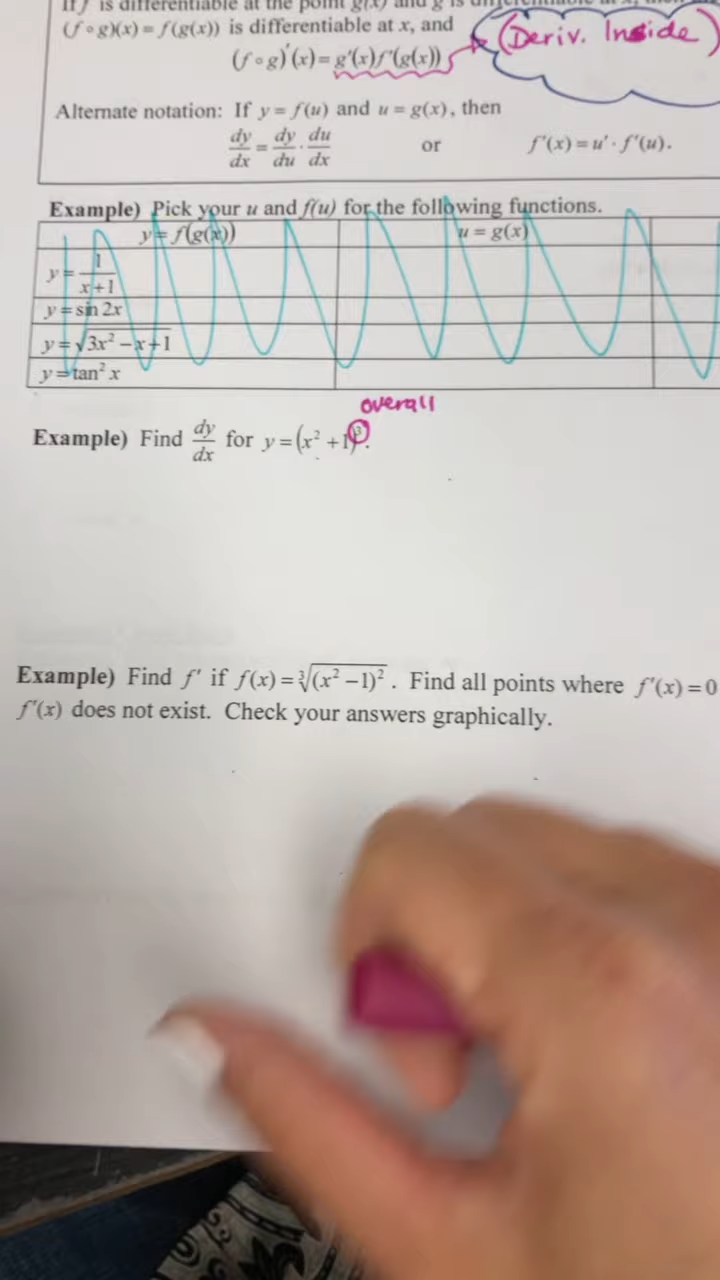 If f is differentiable at the point g(x) and g is differentiable at x, then
(f∘g)(x) = f(g(x)) is differentiable at x, and
(f∘g)′(x) = g′(x)f′(g(x))
(Deriv. Inside)
Alternate notation: If y = f(u) and u = g(x), then
dy/dx = dy/du · du/dx or f′(x) = u′ · f′(u).
Example) Pick your u and f(u) for the following functions.
y = f(g(x)) u = g(x)
y = 1/(x+1)
y = sin 2x
y = √(3x² − x + 1)
y = tan² x
overall
Example) Find dy/dx for y = (x² + 1)³.
Example) Find f′ if f(x) = ∛((x² − 1)²). Find all points where f′(x) = 0
f′(x) does not exist. Check your answers graphically.